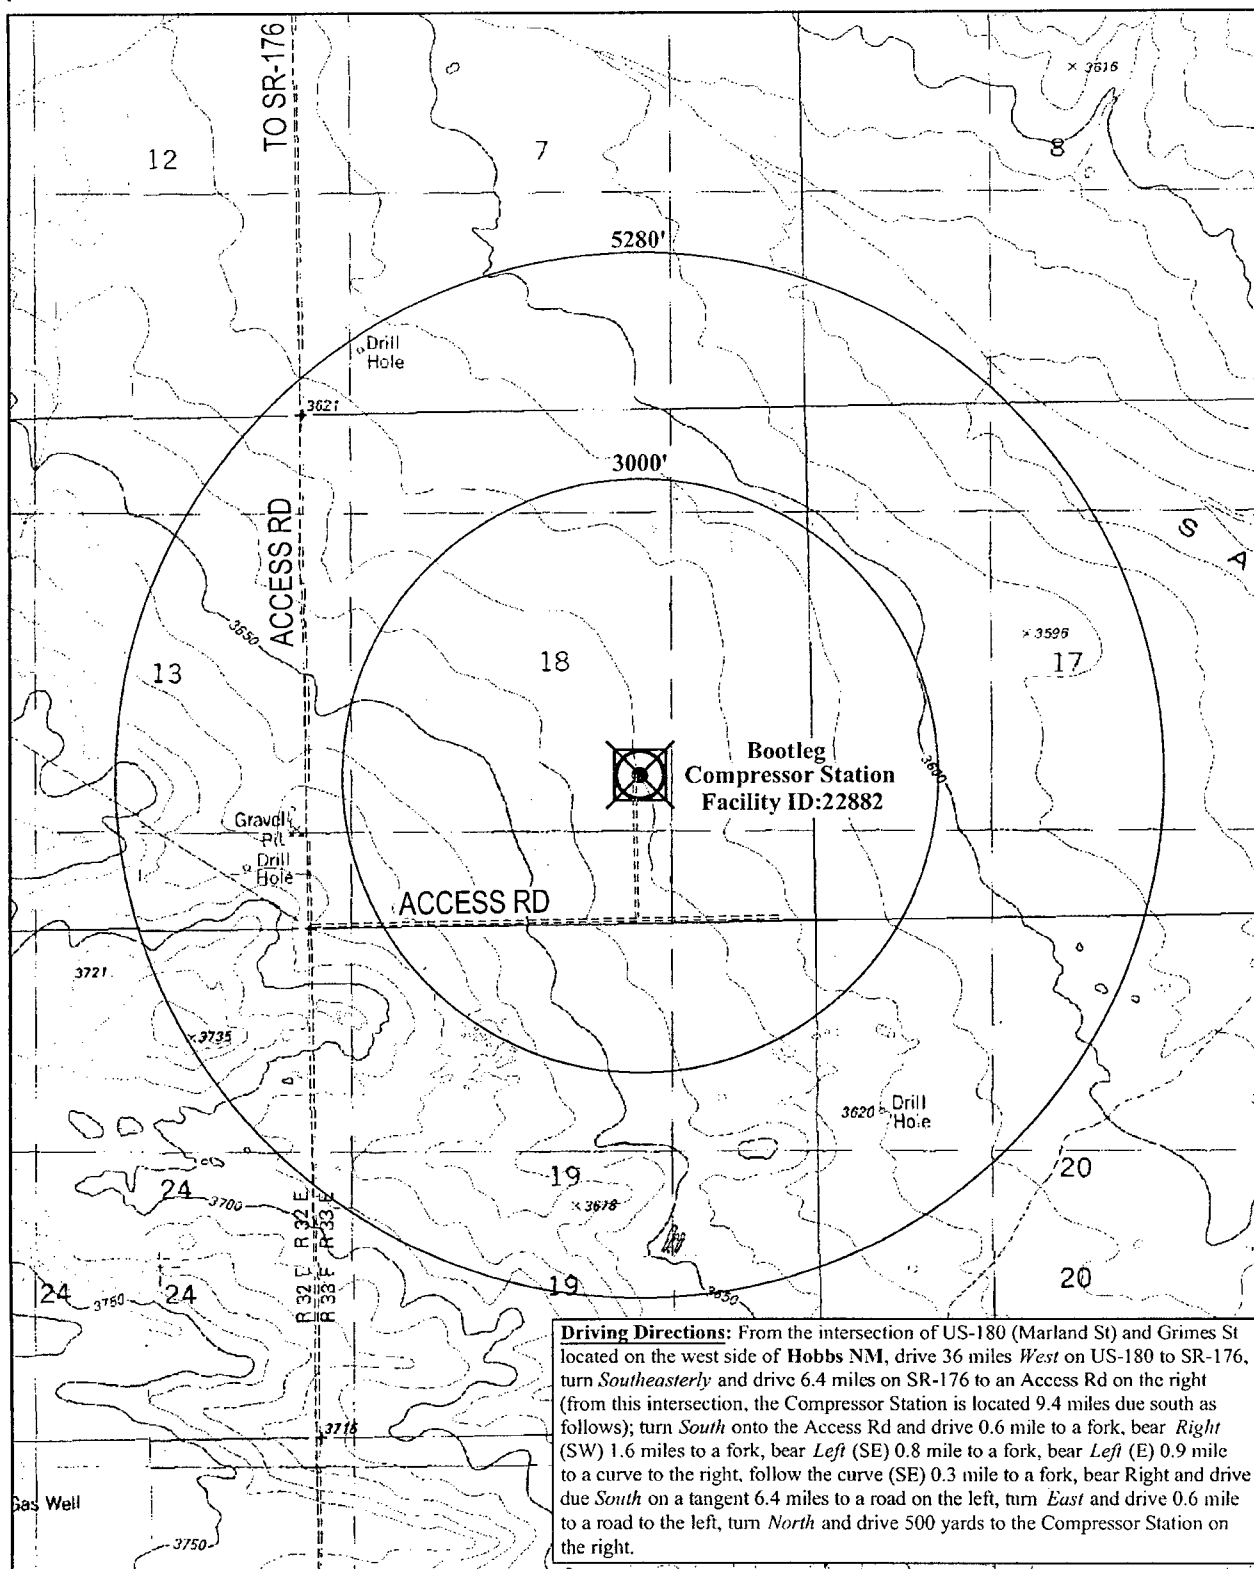 TO SR-176
3616
12
7
8
5280'
Drill
Hole
3621
3000'
ACCESS RD
S A
3650
3596
13
18
17
Bootleg
Compressor Station
Facility ID:22882
3600
Gravel
Pit
Drill
Hole
ACCESS RD
3721
3735
3620
Drill
Hole
24
19
20
3700
3678
R 32 E
R 33 E
R 32 E
R 33 E
24
3750
24
19
20
3650
Driving Directions: From the intersection of US-180 (Marland St) and Grimes St
located on the west side of Hobbs NM, drive 36 miles West on US-180 to SR-176,
turn Southeasterly and drive 6.4 miles on SR-176 to an Access Rd on the right
(from this intersection, the Compressor Station is located 9.4 miles due south as
follows); turn South onto the Access Rd and drive 0.6 mile to a fork, bear Right
(SW) 1.6 miles to a fork, bear Left (SE) 0.8 mile to a fork, bear Left (E) 0.9 mile
to a curve to the right, follow the curve (SE) 0.3 mile to a fork, bear Right and drive
due South on a tangent 6.4 miles to a road on the left, turn East and drive 0.6 mile
to a road to the left, turn North and drive 500 yards to the Compressor Station on
the right.
3716
Gas Well
3750